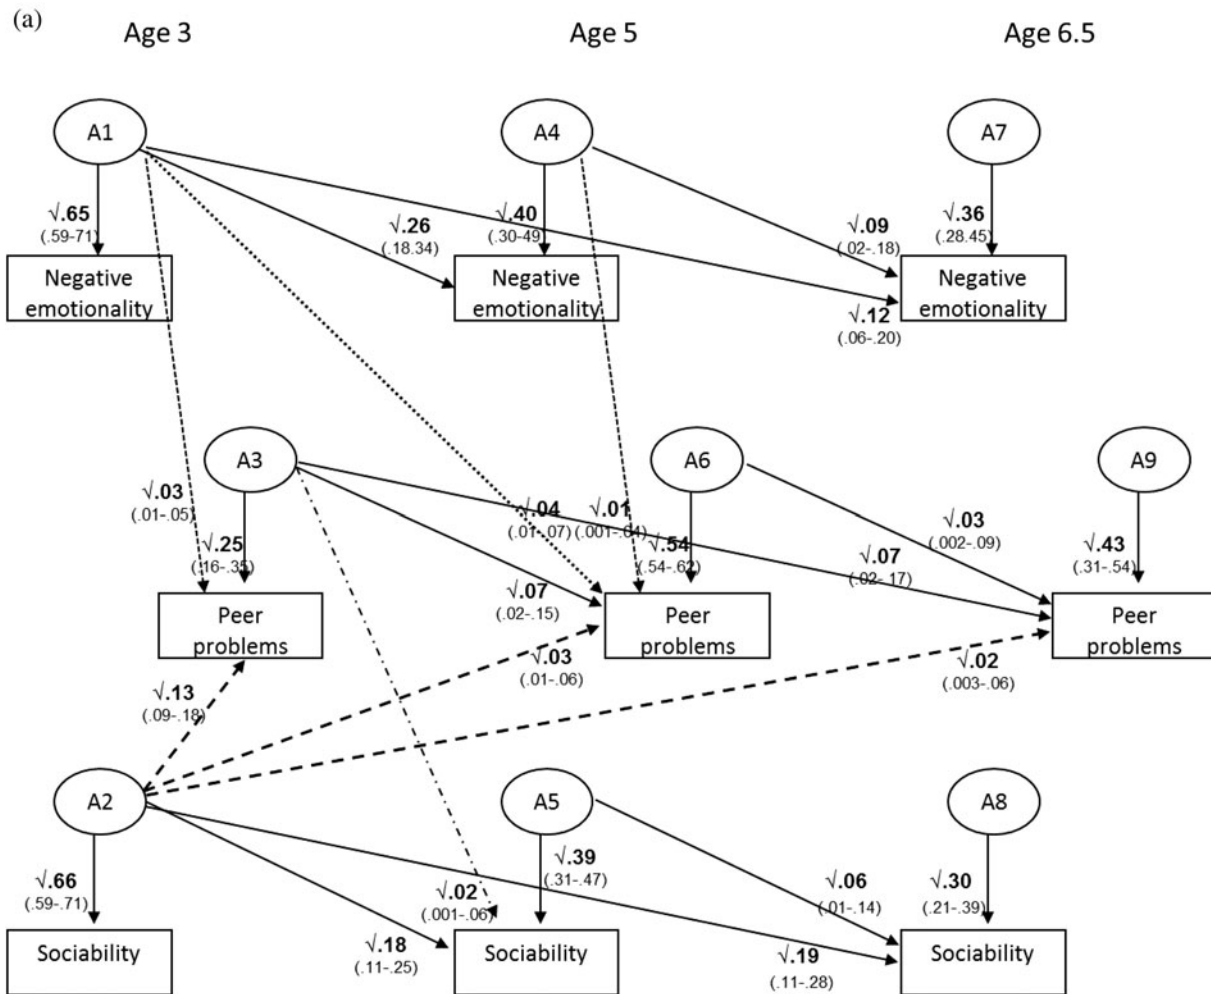 (a)
Age 3 Age 5 Age 6.5
A1 A4 A7
√.65
(.59-71)
√.26
(.18.34)
√.40
(.30-49
√.09
(.02-.18)
√.36
(.28.45)
Negative
emotionality
Negative
emotionality
Negative
emotionality
√.12
(.06-.20)
A3 A6 A9
√.03
(.01-.05)
√.25
(.16-.35)
√.04
(.01-.07)
√.01
(.001-.04)
√.54
(.54-.62)
√.03
(.002-.09)
√.07
(.02-.17)
√.43
(.31-.54)
√.07
(.02-.15)
Peer
problems
Peer
problems
Peer
problems
√.03
(.01-.06)
√.02
(.003-.06)
√.13
(.09-.18)
A2 A5 A8
√.66
(.59-.71)
√.02
(.001-.06)
√.39
(.31-.47)
√.06
(.01-.14)
√.30
(.21-.39)
√.18
(.11-.25)
√.19
(.11-.28)
Sociability
Sociability
Sociability